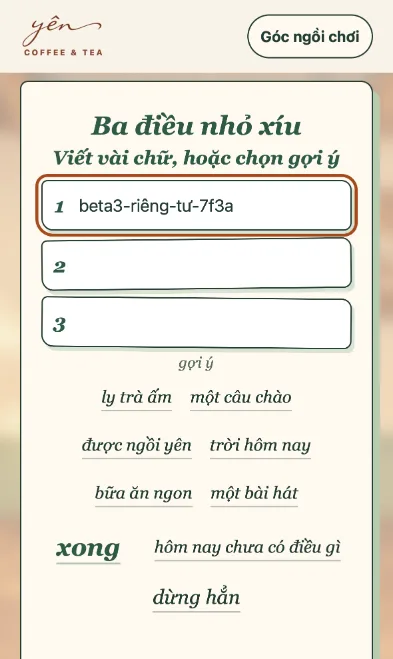 yên
COFFEE & TEA
Góc ngồi chơi
Ba điều nhỏ xíu
Viết vài chữ, hoặc chọn gợi ý
1 beta3-riêng-tư-7f3a
2
3
gợi ý
ly trà ấm một câu chào
được ngồi yên trời hôm nay
bữa ăn ngon một bài hát
xong hôm nay chưa có điều gì
dừng hẳn